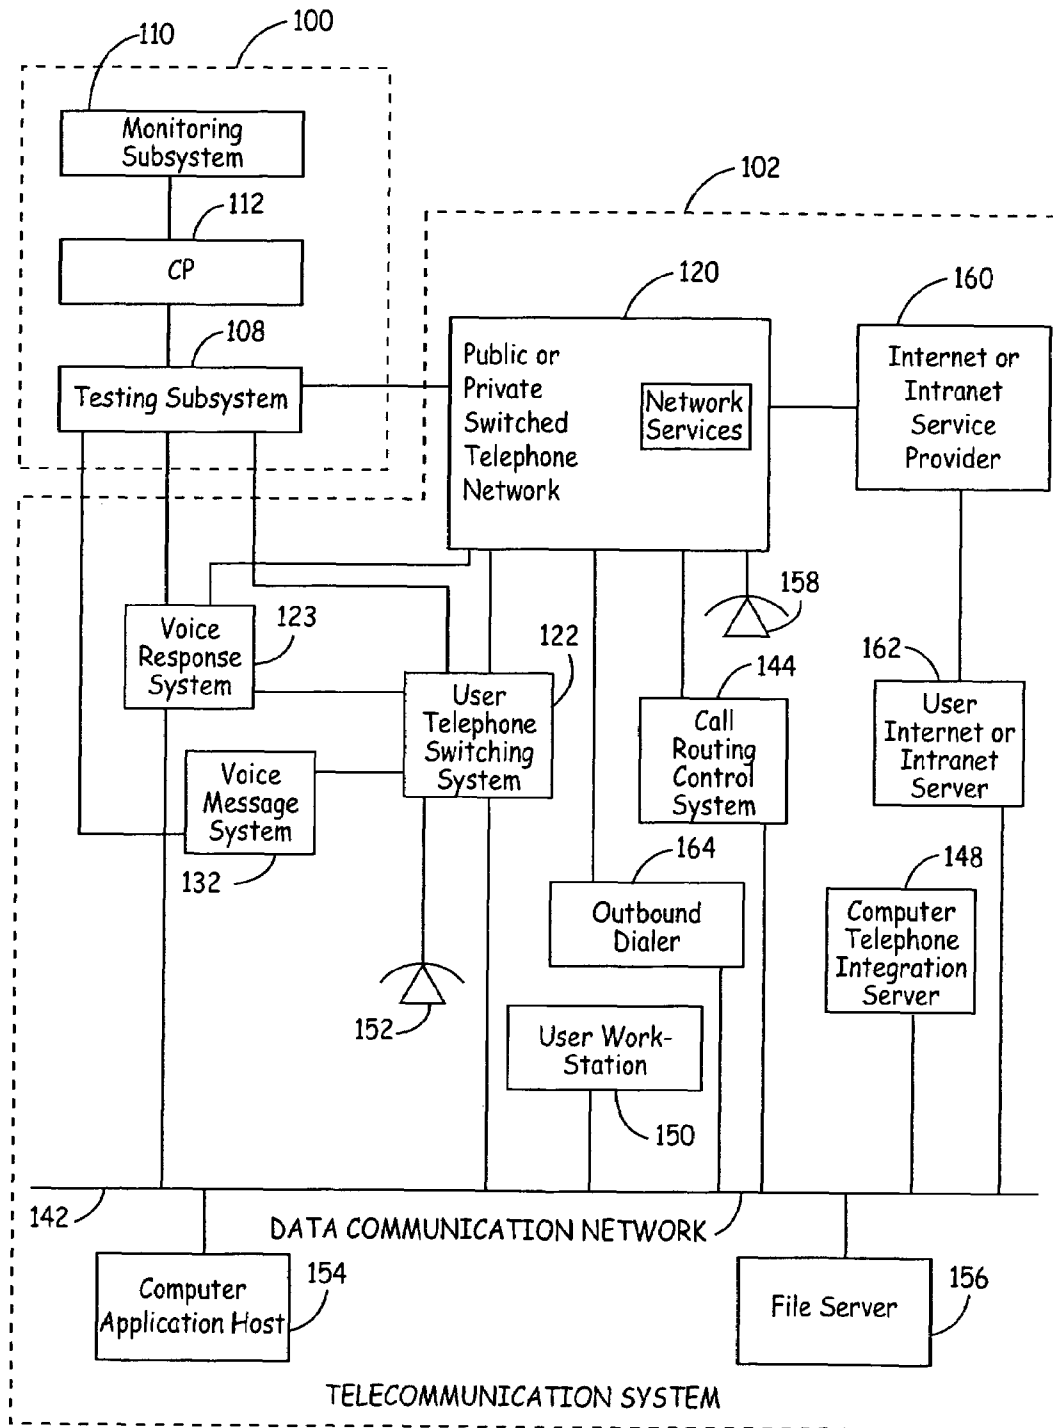 100
110
Monitoring
Subsystem
112
CP
108
Testing Subsystem
102
120
Public or
Private
Switched
Telephone
Network
Network
Services
160
Internet or
Intranet
Service
Provider
158
123
Voice
Response
System
122
User
Telephone
Switching
System
144
Call
Routing
Control
System
162
User
Internet or
Intranet
Server
Voice
Message
System
132
164
Outbound
Dialer
148
Computer
Telephone
Integration
Server
152
User Work-
Station
150
142
DATA COMMUNICATION NETWORK
154
Computer
Application Host
156
File Server
TELECOMMUNICATION SYSTEM